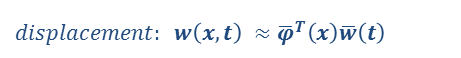 displacement: w(x,t) ≈ φ̅ᵀ(x)w̅(t)